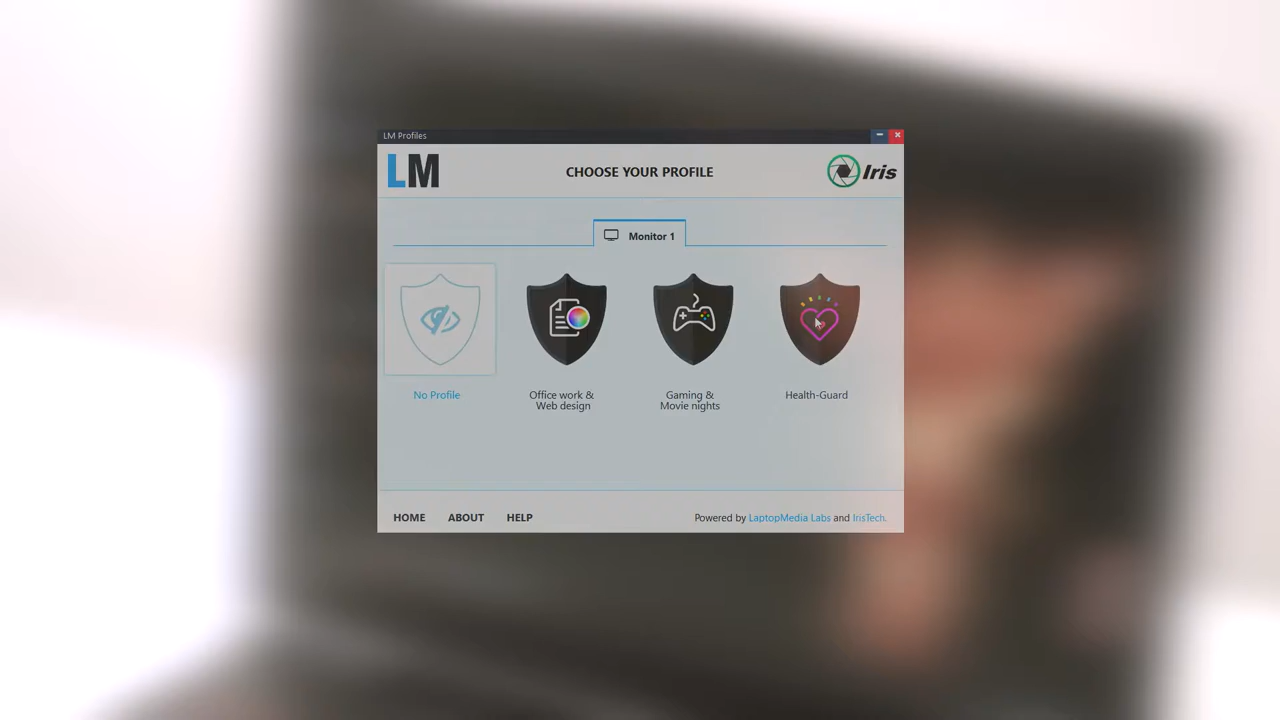 LM Profiles
LM
CHOOSE YOUR PROFILE
Iris
Monitor 1
No Profile
Office work &
Web design
Gaming &
Movie nights
Health-Guard
HOME ABOUT HELP
Powered by LaptopMedia Labs and IrisTech.